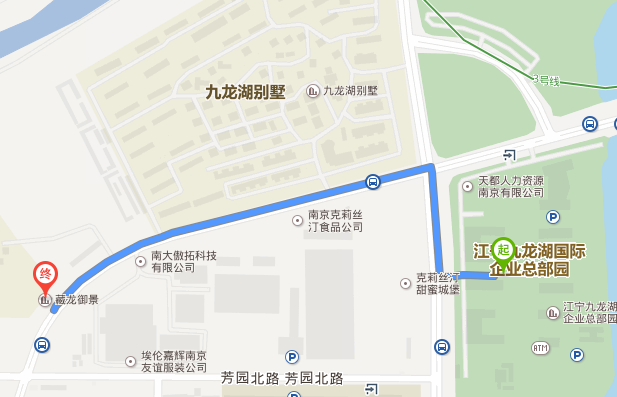 3号线
九龙湖别墅
九龙湖别墅
天都人力资源
南京有限公司
南京克莉丝
汀食品公司
起
九龙湖国际
企业总部园
南大傲拓科技
有限公司
终
藏龙御景
克莉丝汀
甜蜜城堡
江宁九龙湖
企业总部园
ATM
埃伦嘉辉南京
友谊服装公司
P
P
P
P
芳园北路 芳园北路